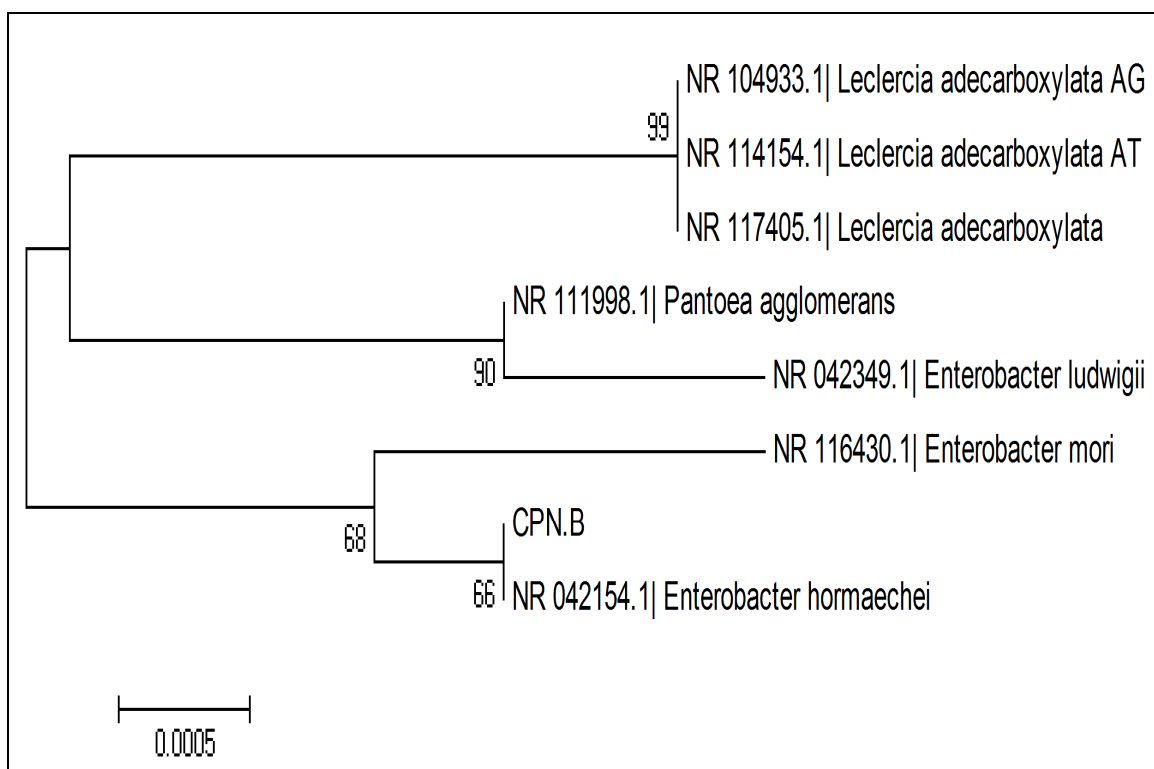 NR 104933.1| Leclercia adecarboxylata AG
99
NR 114154.1| Leclercia adecarboxylata AT
NR 117405.1| Leclercia adecarboxylata
NR 111998.1| Pantoea agglomerans
90
NR 042349.1| Enterobacter ludwigii
NR 116430.1| Enterobacter mori
CPN.B
68
66
NR 042154.1| Enterobacter hormaechei
0.0005